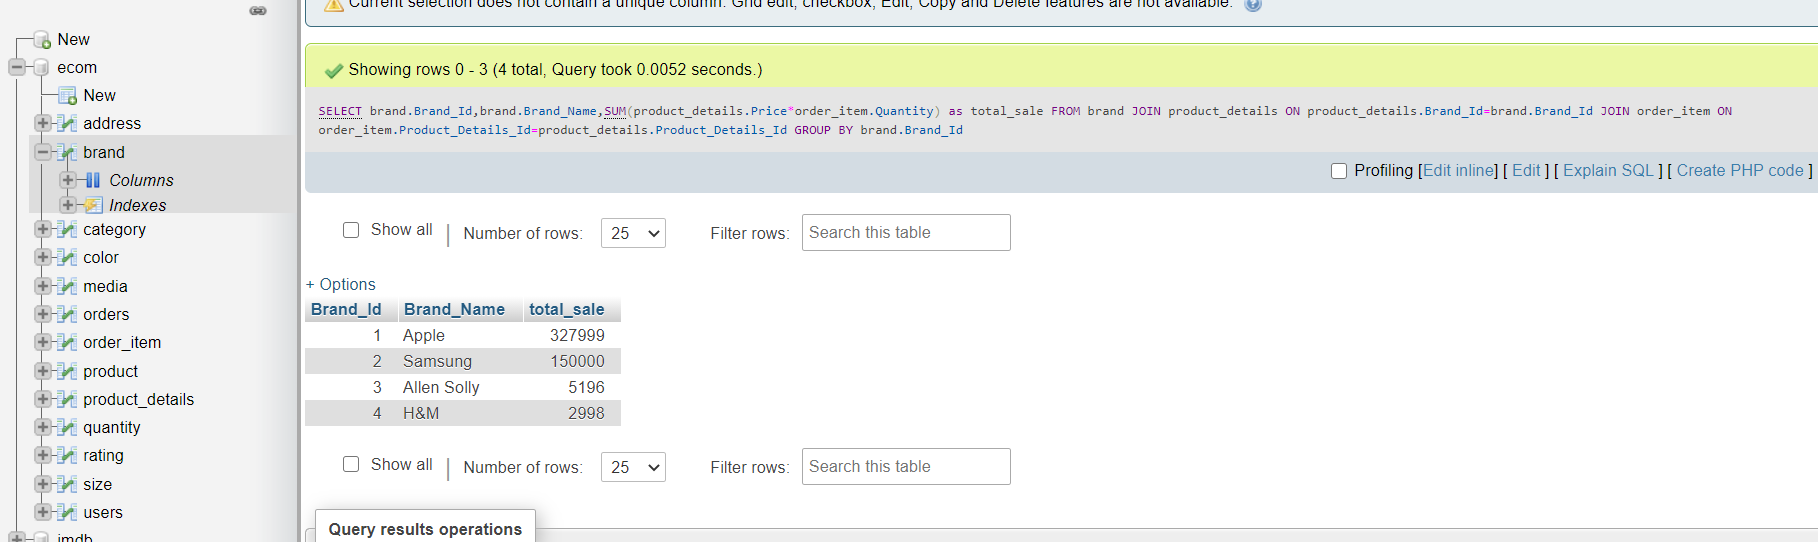 New
ecom
New
address
brand
Columns
Indexes
category
color
media
orders
order_item
product
product_details
quantity
rating
size
users
imdb
Current selection does not contain a unique column. Grid edit, checkbox, Edit, Copy and Delete features are not available.
Showing rows 0 - 3 (4 total, Query took 0.0052 seconds.)
SELECT brand.Brand_Id,brand.Brand_Name,SUM(product_details.Price*order_item.Quantity) as total_sale FROM brand JOIN product_details ON product_details.Brand_Id=brand.Brand_Id JOIN order_item ON
order_item.Product_Details_Id=product_details.Product_Details_Id GROUP BY brand.Brand_Id
Profiling [Edit inline] [ Edit ] [ Explain SQL ] [ Create PHP code ]
Show all | Number of rows: 25 Filter rows: Search this table
+ Options
Brand_Id Brand_Name total_sale
1 Apple 327999
2 Samsung 150000
3 Allen Solly 5196
4 H&M 2998
Show all | Number of rows: 25 Filter rows: Search this table
Query results operations